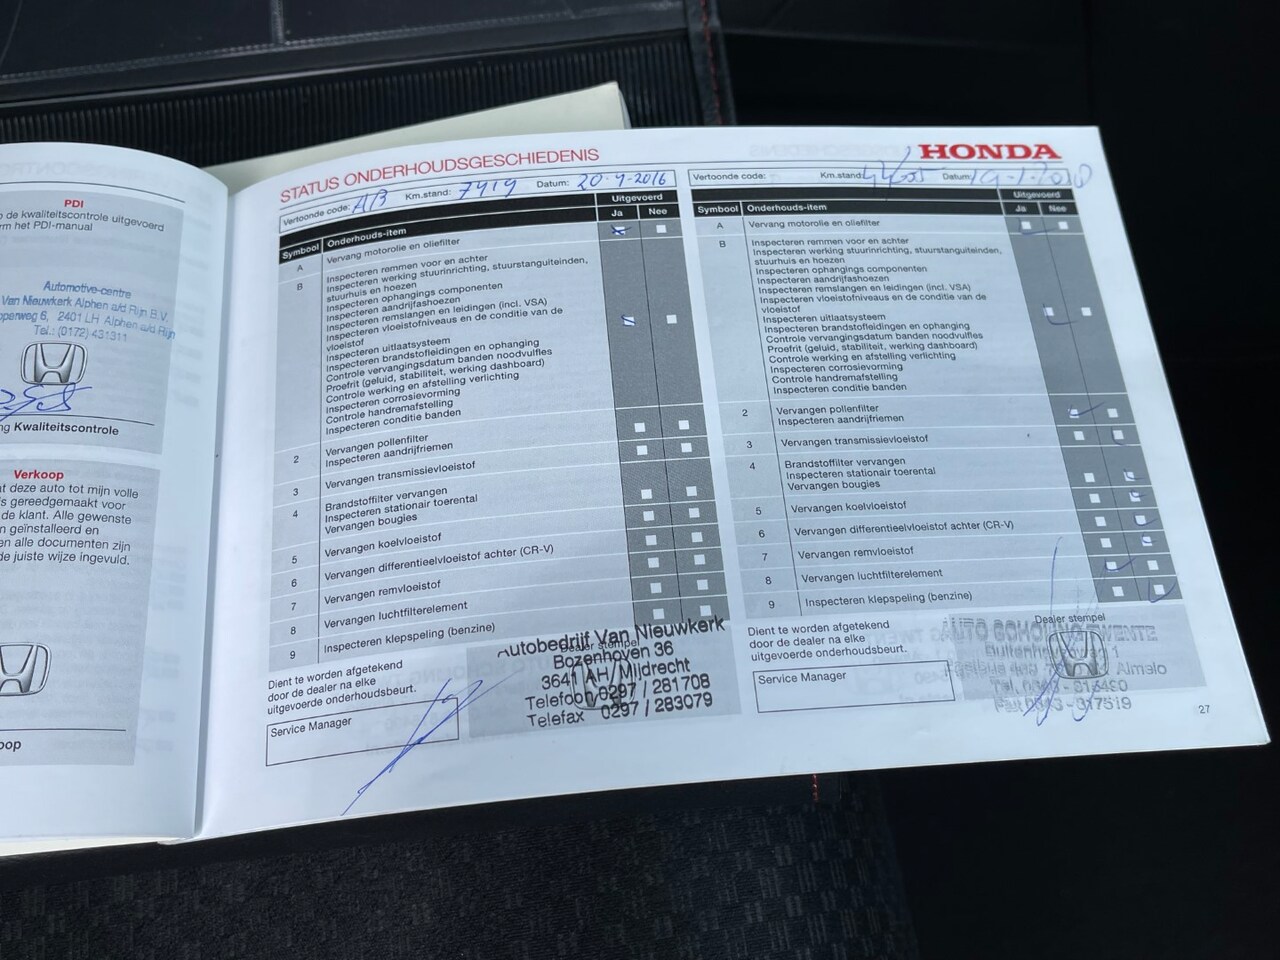 PDI
de kwaliteitscontrole uitgevoerd
rm het PDI-manual
Automotive-centre
Van Nieuwkerk Alphen a/d Rijn B.V.
perweg 6, 2401 LH Alphen a/d Rijn
Tel.: (0172) 431311
ng Kwaliteitscontrole
Verkoop
t deze auto tot mijn volle
s gereedgemaakt voor
de klant. Alle gewenste
n geïnstalleerd en
en alle documenten zijn
de juiste wijze ingevuld.
oop
STATUS ONDERHOUDSGESCHIEDENIS
Vertoonde code: A/B Km.stand: 7419 Datum: 20-4-2016
Uitgevoerd
Symbool Onderhouds-item Ja Nee
A Vervang motorolie en oliefilter
B Inspecteren remmen voor en achter
Inspecteren werking stuurinrichting, stuurstanguiteinden,
stuurhuis en hoezen
Inspecteren ophangings componenten
Inspecteren aandrijfashoezen
Inspecteren remslangen en leidingen (incl. VSA)
Inspecteren vloeistofniveaus en de conditie van de
vloeistof
Inspecteren uitlaatsysteem
Inspecteren brandstofleidingen en ophanging
Controle vervangingsdatum banden noodvulfles
Proefrit (geluid, stabiliteit, werking dashboard)
Controle werking en afstelling verlichting
Inspecteren corrosievorming
Controle handremafstelling
Inspecteren conditie banden
2 Vervangen pollenfilter
Inspecteren aandrijfriemen
3 Vervangen transmissievloeistof
4 Brandstoffilter vervangen
Inspecteren stationair toerental
Vervangen bougies
5 Vervangen koelvloeistof
6 Vervangen differentieelvloeistof achter (CR-V)
7 Vervangen remvloeistof
8 Vervangen luchtfilterelement
9 Inspecteren klepspeling (benzine)
Dient te worden afgetekend
door de dealer na elke
uitgevoerde onderhoudsbeurt.
Service Manager
Dealer stempel
Autobedrijf Van Nieuwkerk
Bozenhoven 36
3641 AH Mijdrecht
Telefoon 0297 / 281708
Telefax 0297 / 283079
HONDA
Vertoonde code: Km.stand: Datum: 19-1-2018
Uitgevoerd
Symbool Onderhouds-item Ja Nee
A Vervang motorolie en oliefilter
B Inspecteren remmen voor en achter
Inspecteren werking stuurinrichting, stuurstanguiteinden,
stuurhuis en hoezen
Inspecteren ophangings componenten
Inspecteren aandrijfashoezen
Inspecteren remslangen en leidingen (incl. VSA)
Inspecteren vloeistofniveaus en de conditie van de
vloeistof
Inspecteren uitlaatsysteem
Inspecteren brandstofleidingen en ophanging
Controle vervangingsdatum banden noodvulfles
Proefrit (geluid, stabiliteit, werking dashboard)
Controle werking en afstelling verlichting
Inspecteren corrosievorming
Controle handremafstelling
Inspecteren conditie banden
2 Vervangen pollenfilter
Inspecteren aandrijfriemen
3 Vervangen transmissievloeistof
4 Brandstoffilter vervangen
Inspecteren stationair toerental
Vervangen bougies
5 Vervangen koelvloeistof
6 Vervangen differentieelvloeistof achter (CR-V)
7 Vervangen remvloeistof
8 Vervangen luchtfilterelement
9 Inspecteren klepspeling (benzine)
Dient te worden afgetekend
door de dealer na elke
uitgevoerde onderhoudsbeurt.
Service Manager
Dealer stempel
Almelo
27